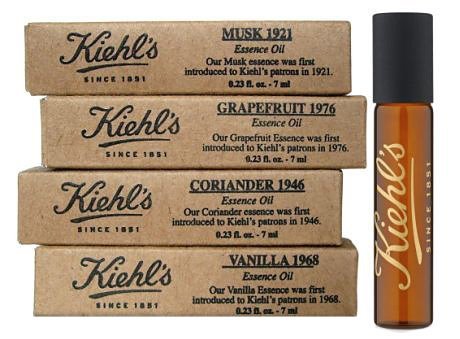 Kiehl's
SINCE 1851
MUSK 1921
Essence Oil
Our Musk essence was first
introduced to Kiehl's patrons in 1921.
0.23 fl. oz. - 7 ml
Kiehl's
SINCE 1851
GRAPEFRUIT 1976
Essence Oil
Our Grapefruit Essence was first
introduced to Kiehl's patrons in 1976.
0.23 fl. oz. - 7 ml
Kiehl's
SINCE 1851
CORIANDER 1946
Essence Oil
Our Coriander essence was first
introduced to Kiehl's patrons in 1946.
0.23 fl. oz. - 7 ml
Kiehl's
SINCE 1851
VANILLA 1968
Essence Oil
Our Vanilla Essence was first
introduced to Kiehl's patrons in 1968.
0.23 fl. oz. - 7 ml
Kiehl's
SINCE 1851